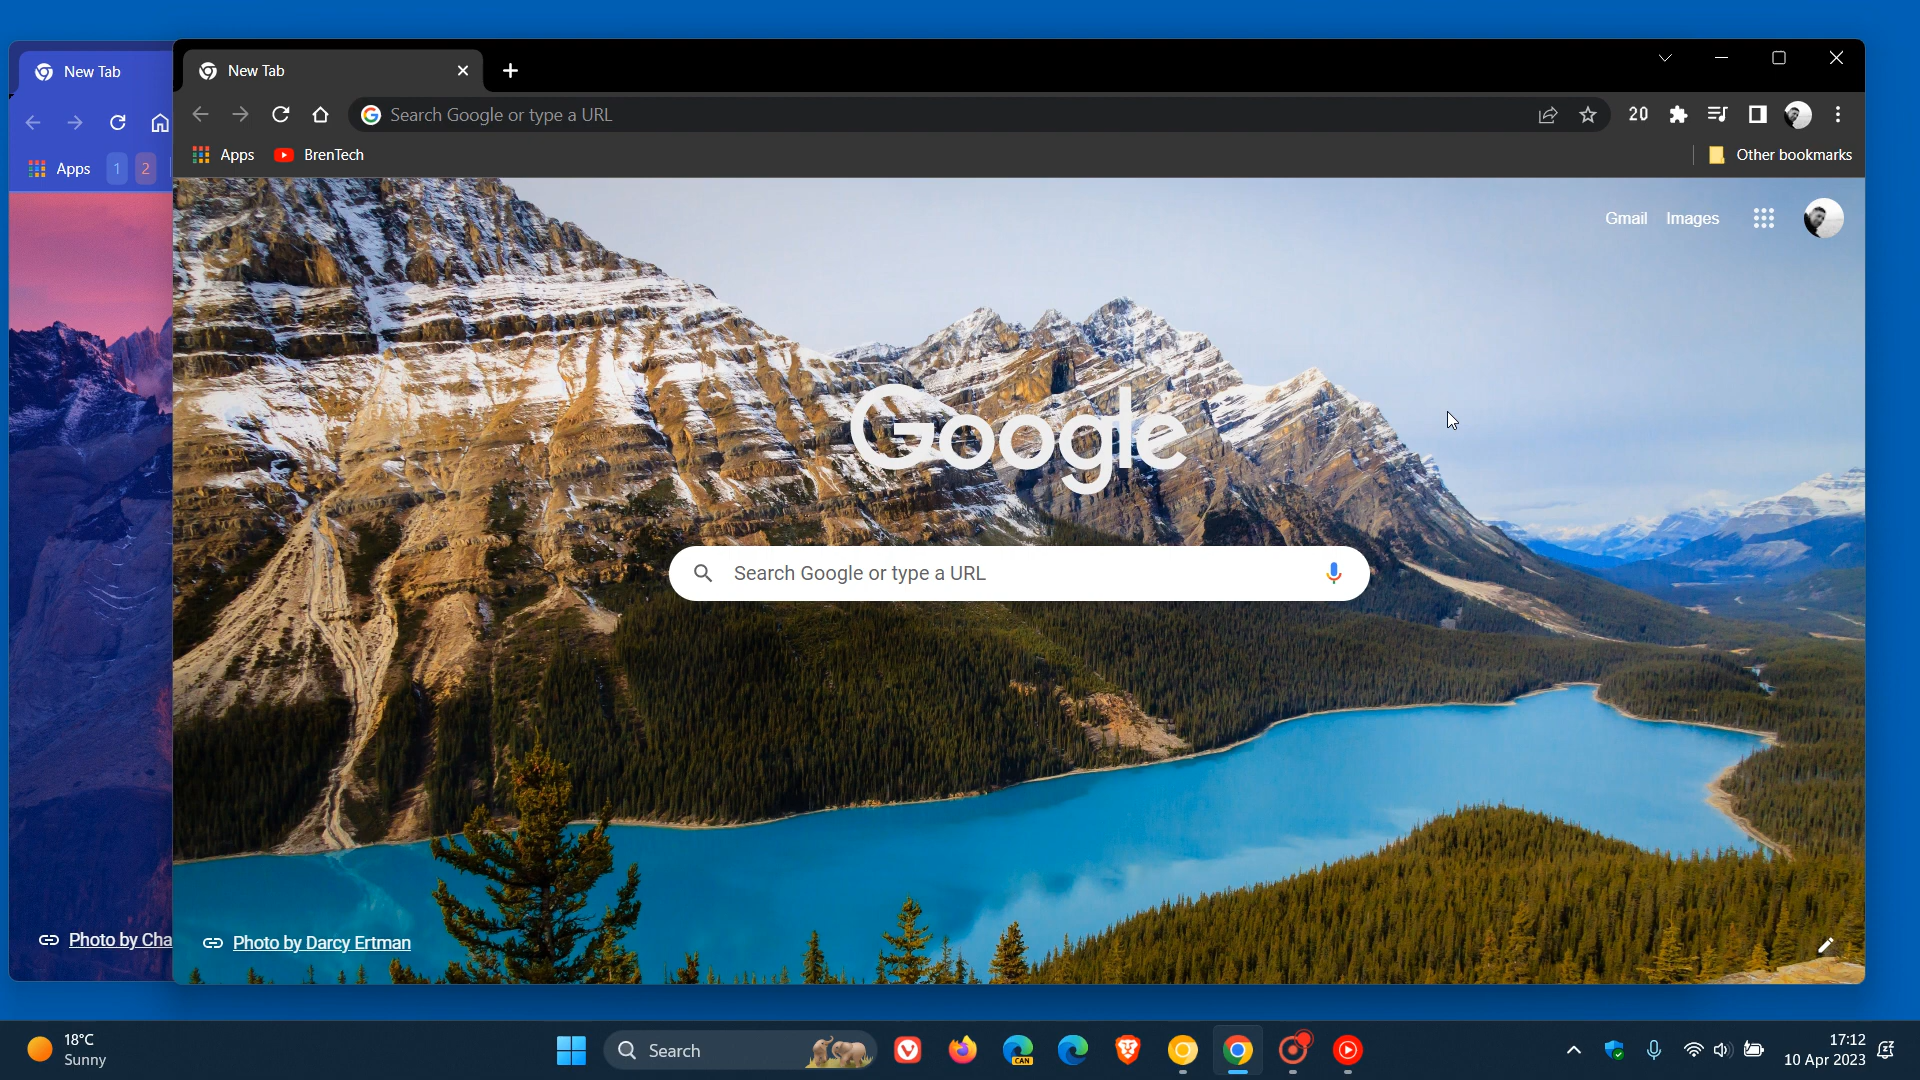 New Tab
New Tab
Search Google or type a URL
20
Apps
1
2
Apps
BrenTech
Other bookmarks
Gmail
Images
Google
Search Google or type a URL
Photo by Cha
Photo by Darcy Ertman
18°C
Sunny
Search
CAN
17:12
10 Apr 2023